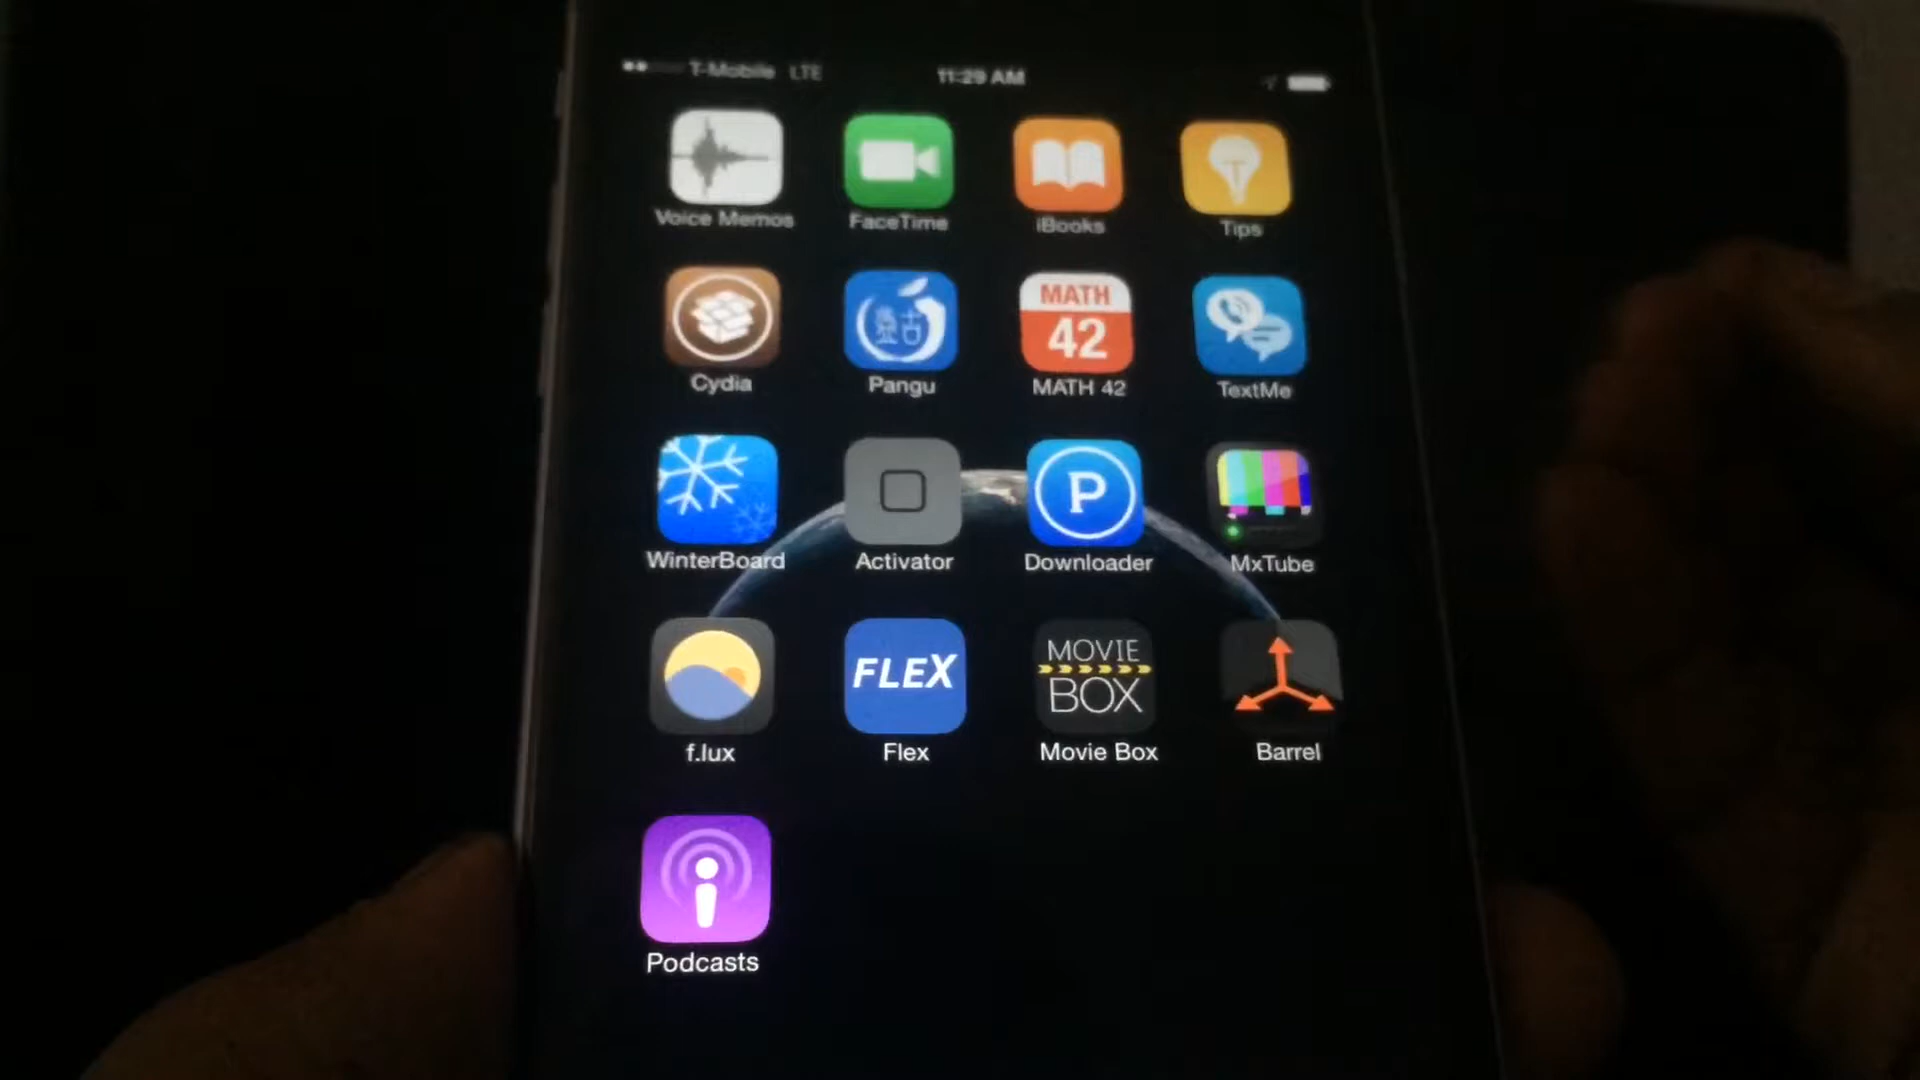 T-Mobile LTE 11:29 AM
Voice Memos FaceTime iBooks Tips
MATH
42
Cydia Pangu MATH 42 TextMe
P
WinterBoard Activator Downloader MxTube
FLEX MOVIE
BOX
f.lux Flex Movie Box Barrel
Podcasts